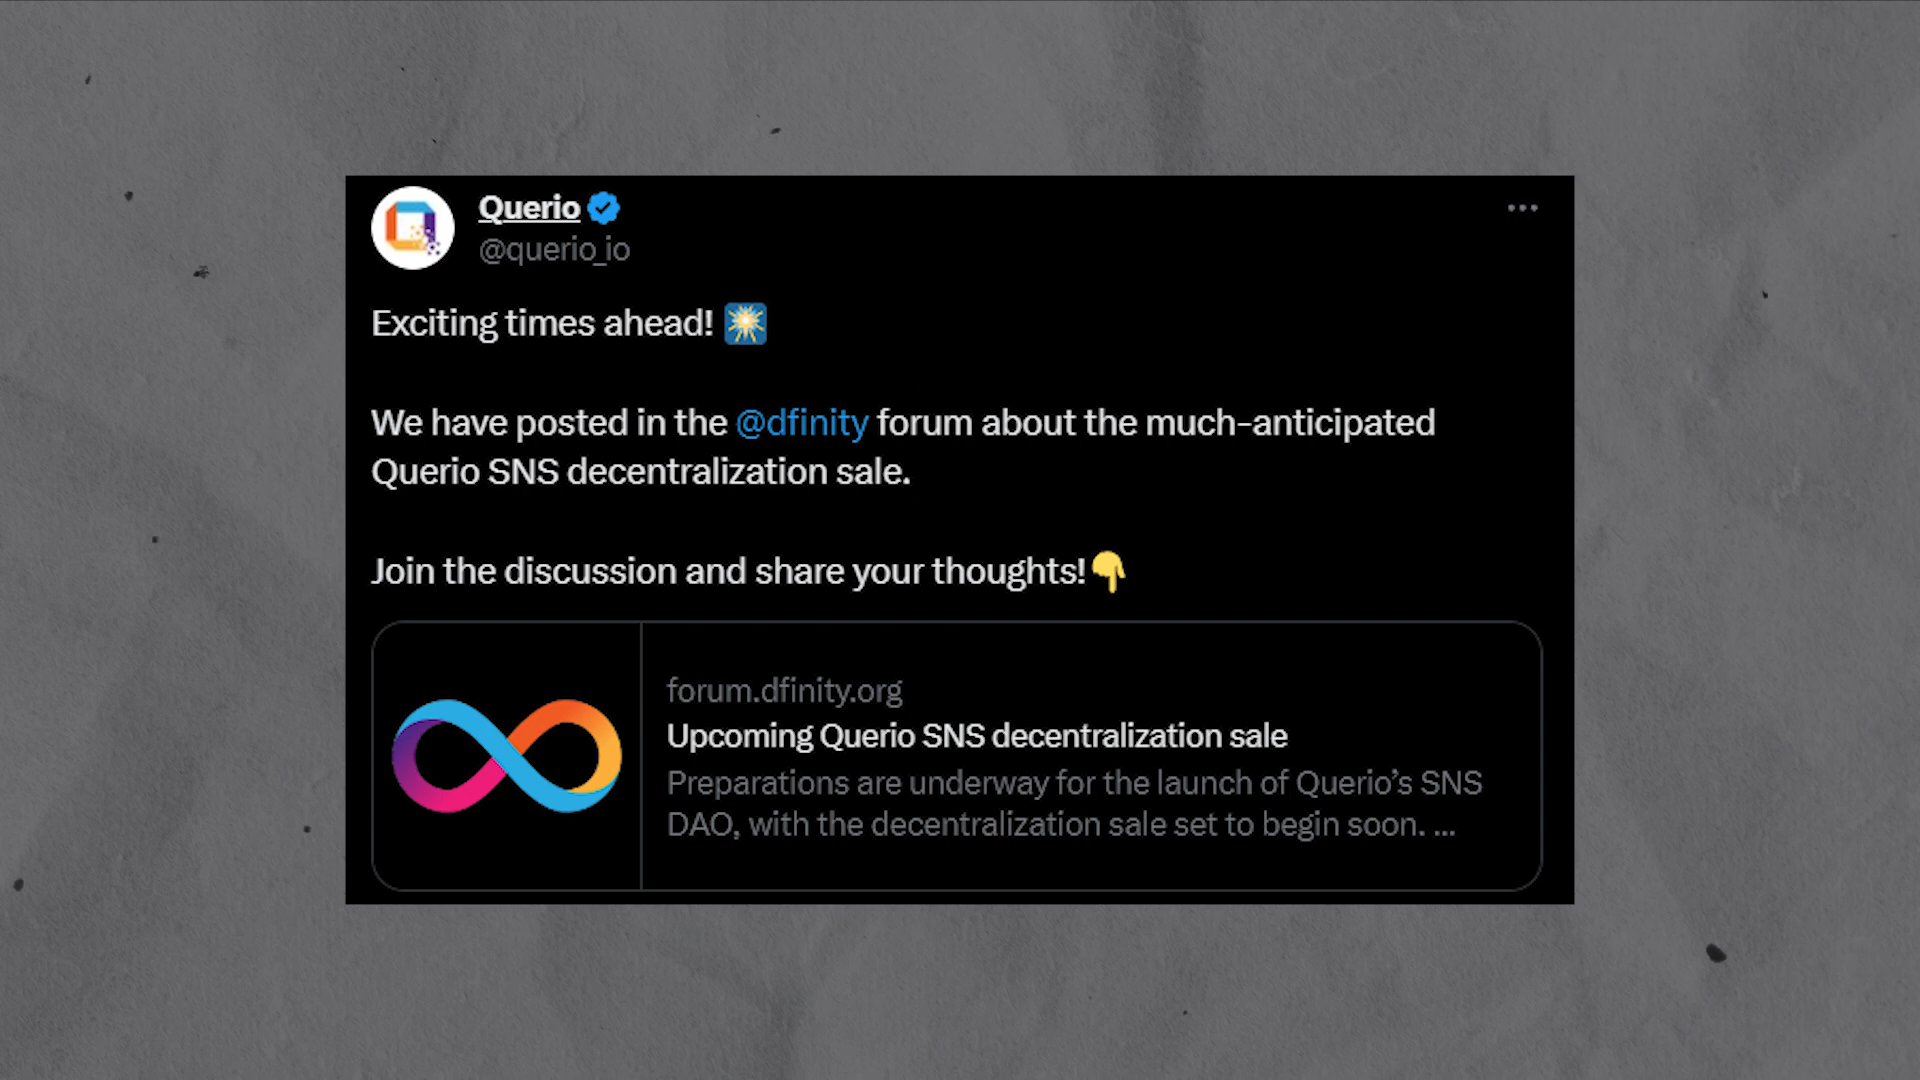 Querio
@querio_io
Exciting times ahead!
We have posted in the @dfinity forum about the much-anticipated
Querio SNS decentralization sale.
Join the discussion and share your thoughts!
forum.dfinity.org
Upcoming Querio SNS decentralization sale
Preparations are underway for the launch of Querio’s SNS
DAO, with the decentralization sale set to begin soon. ...